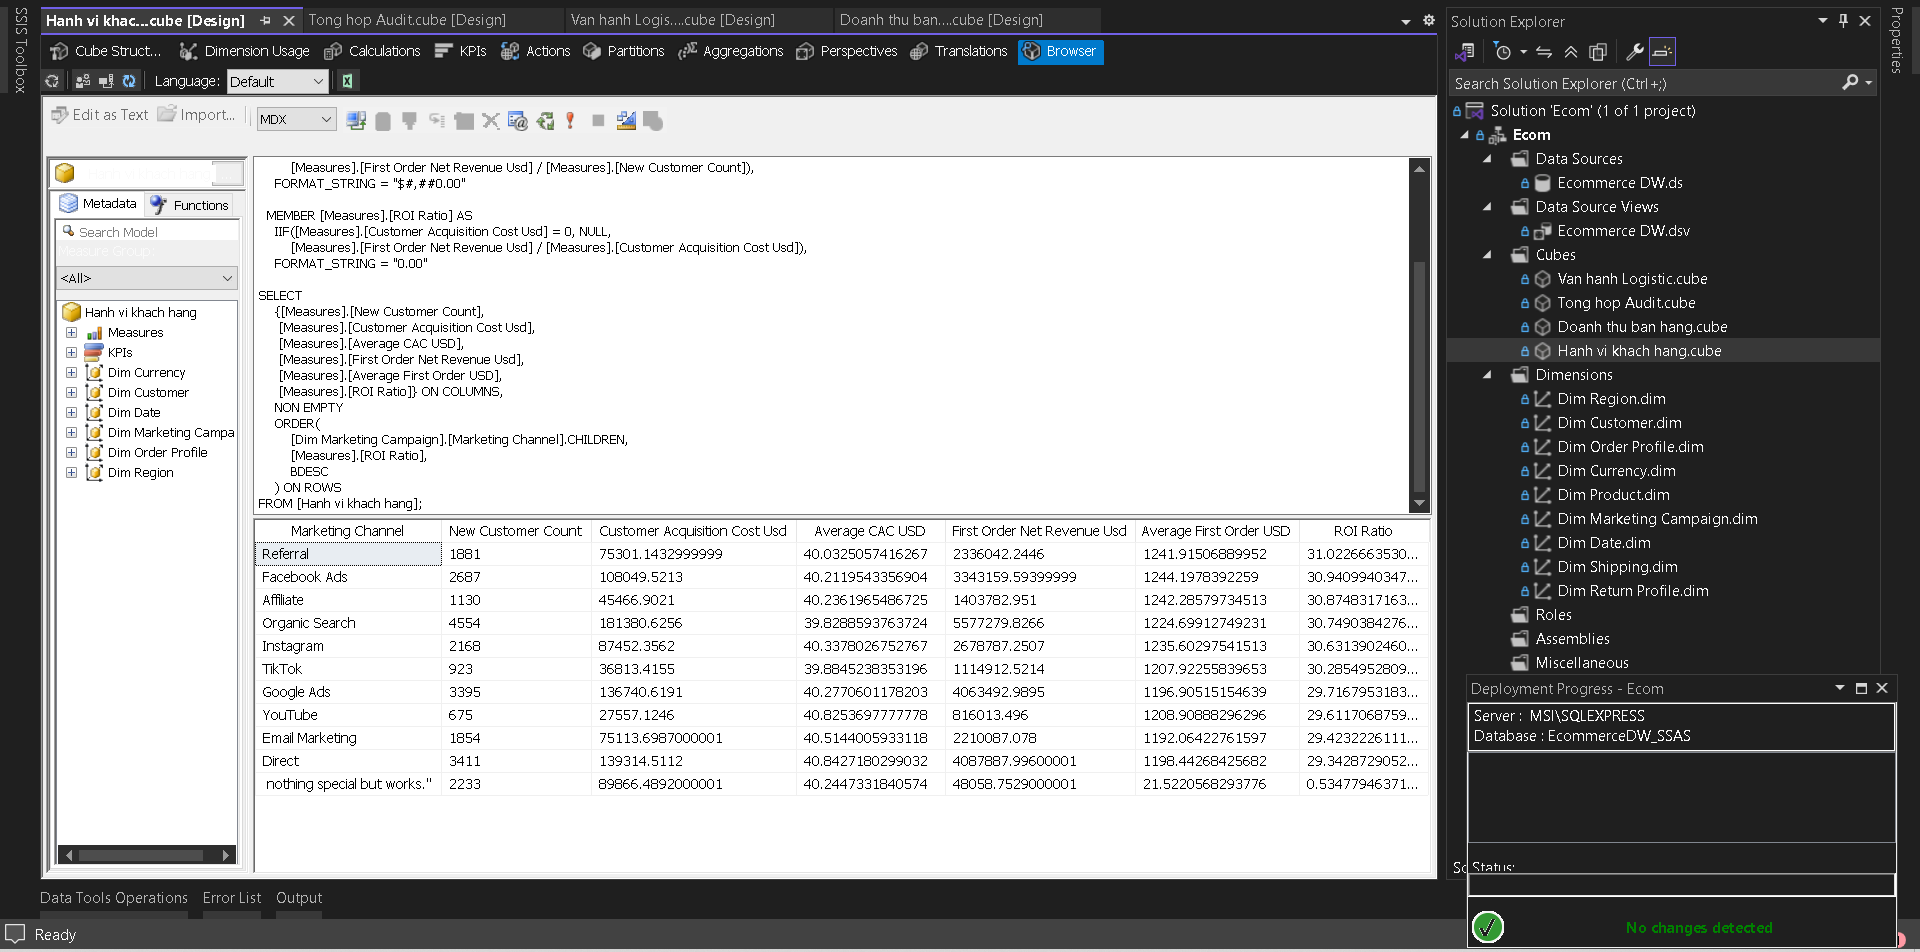 SSIS Toolbox
Hanh vi khac...cube [Design]
Tong hop Audit.cube [Design]
Van hanh Logis....cube [Design]
Doanh thu ban....cube [Design]
Cube Struct... Dimension Usage Calculations KPIs Actions Partitions Aggregations Perspectives Translations Browser
Language: Default
Edit as Text Import... MDX
Metadata Functions
Search Model
Measure Group:
<All>
Hanh vi khach hang
Measures
KPIs
Dim Currency
Dim Customer
Dim Date
Dim Marketing Campa
Dim Order Profile
Dim Region
[Measures].[First Order Net Revenue Usd] / [Measures].[New Customer Count]),
FORMAT_STRING = "$#,##0.00"
MEMBER [Measures].[ROI Ratio] AS
IIF([Measures].[Customer Acquisition Cost Usd] = 0, NULL,
[Measures].[First Order Net Revenue Usd] / [Measures].[Customer Acquisition Cost Usd]),
FORMAT_STRING = "0.00"
SELECT
{[Measures].[New Customer Count],
[Measures].[Customer Acquisition Cost Usd],
[Measures].[Average CAC USD],
[Measures].[First Order Net Revenue Usd],
[Measures].[Average First Order USD],
[Measures].[ROI Ratio]} ON COLUMNS,
NON EMPTY
ORDER(
[Dim Marketing Campaign].[Marketing Channel].CHILDREN,
[Measures].[ROI Ratio],
BDESC
) ON ROWS
FROM [Hanh vi khach hang];
Marketing Channel New Customer Count Customer Acquisition Cost Usd Average CAC USD First Order Net Revenue Usd Average First Order USD ROI Ratio
Referral 1881 75301.1432999999 40.0325057416267 2336042.2446 1241.91506889952 31.0226663530...
Facebook Ads 2687 108049.5213 40.2119543356904 3343159.59399999 1244.1978392259 30.9409940347...
Affiliate 1130 45466.9021 40.2361965486725 1403782.951 1242.28579734513 30.8748317163...
Organic Search 4554 181380.6256 39.8288593763724 5577279.8266 1224.69912749231 30.7490384276...
Instagram 2168 87452.3562 40.3378026752767 2678787.2507 1235.60297541513 30.6313902460...
TikTok 923 36813.4155 39.8845238353196 1114912.5214 1207.92255839653 30.2854952809...
Google Ads 3395 136740.6191 40.2770601178203 4063492.9895 1196.90515154639 29.7167953183...
YouTube 675 27557.1246 40.8253697777778 816013.496 1208.90888296296 29.6117068759...
Email Marketing 1854 75113.6987000001 40.5144005933118 2210087.078 1192.06422761597 29.4232226111...
Direct 3411 139314.5112 40.8427180299032 4087887.99600001 1198.44268425682 29.3428729052...
nothing special but works." 2233 89866.4892000001 40.2447331840574 48058.7529000001 21.5220568293776 0.53477946371...
Data Tools Operations Error List Output
Ready
Solution Explorer
Search Solution Explorer (Ctrl+;)
Solution 'Ecom' (1 of 1 project)
Ecom
Data Sources
Ecommerce DW.ds
Data Source Views
Ecommerce DW.dsv
Cubes
Van hanh Logistic.cube
Tong hop Audit.cube
Doanh thu ban hang.cube
Hanh vi khach hang.cube
Dimensions
Dim Region.dim
Dim Customer.dim
Dim Order Profile.dim
Dim Currency.dim
Dim Product.dim
Dim Marketing Campaign.dim
Dim Date.dim
Dim Shipping.dim
Dim Return Profile.dim
Roles
Assemblies
Miscellaneous
Deployment Progress - Ecom
Server : MSI\SQLEXPRESS
Database : EcommerceDW_SSAS
So
Status:
No changes detected
Properties